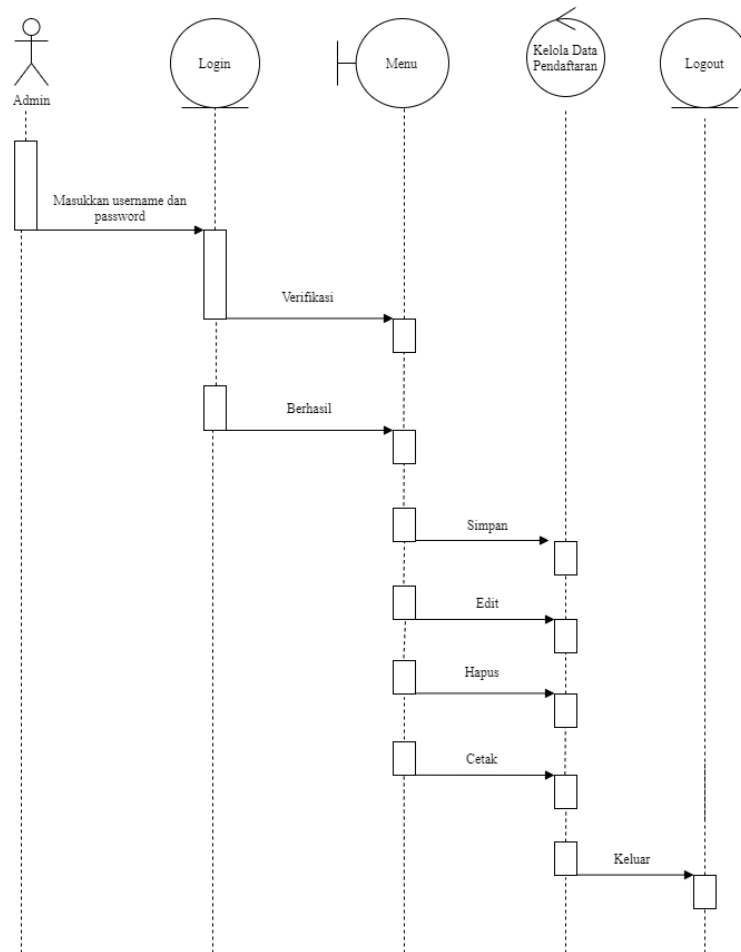 Admin
Login
Menu
Kelola Data
Pendaftaran
Logout
Masukkan username dan
password
Verifikasi
Berhasil
Simpan
Edit
Hapus
Cetak
Keluar